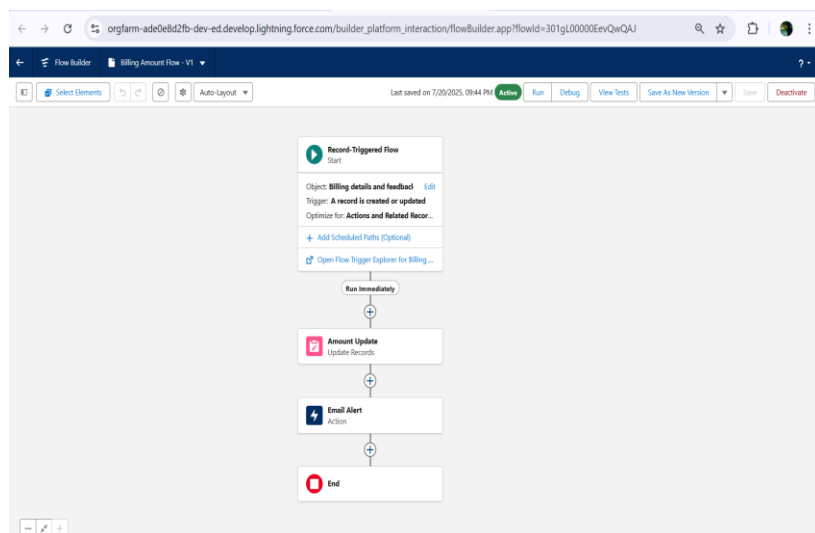 orgfarm-ade0e8d2fb-dev-ed.develop.lightning.force.com/builder_platform_interaction/flowBuilder.app?flowId=301gL00000EevQwQAJ
Flow Builder Billing Amount Flow - V1 ?
Select Elements Auto-Layout Last saved on 7/20/2025, 09:44 PM Active Run Debug View Tests Save As New Version Save Deactivate
Record-Triggered Flow
Start
Object: Billing details and feedback Edit
Trigger: A record is created or updated
Optimize for: Actions and Related Recor...
+ Add Scheduled Paths (Optional)
Open Flow Trigger Explorer for Billing ...
Run Immediately
Amount Update
Update Records
Email Alert
Action
End